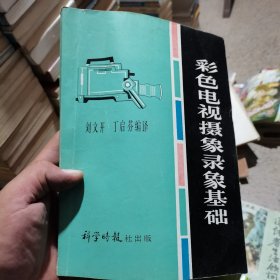 彩色电视摄象录象基础
刘文开 丁启芬编译
科学时报社出版